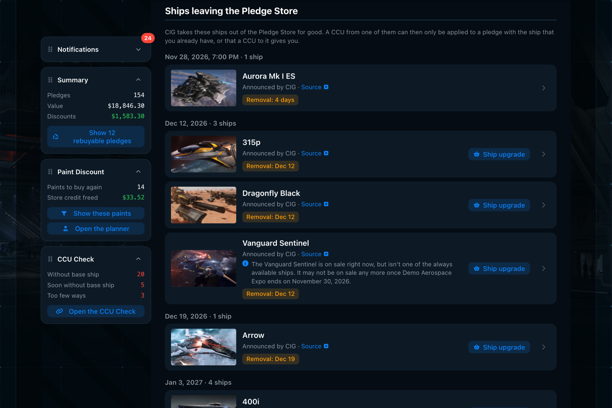 Ships leaving the Pledge Store
CIG takes these ships out of the Pledge Store for good. A CCU from one of them can then only be applied to a pledge with the ship that
you already have, or that a CCU to it gives you.
24
Notifications
Summary
Pledges 154
Value $18,846.30
Discounts $1,583.30
Show 12
rebuyable pledges
Paint Discount
Paints to buy again 14
Store credit freed $33.52
Show these paints
Open the planner
CCU Check
Without base ship 20
Soon without base ship 5
Too few ways 3
Open the CCU Check
Nov 28, 2026, 7:00 PM · 1 ship
Aurora Mk I ES
Announced by CIG · Source
Removal: 4 days
Dec 12, 2026 · 3 ships
315p
Announced by CIG · Source
Removal: Dec 12
Ship upgrade
Dragonfly Black
Announced by CIG · Source
Removal: Dec 12
Ship upgrade
Vanguard Sentinel
Announced by CIG · Source
The Vanguard Sentinel is on sale right now, but isn't one of the always
available ships. It may not be on sale any more once Demo Aerospace
Expo ends on November 30, 2026.
Removal: Dec 12
Ship upgrade
Dec 19, 2026 · 1 ship
Arrow
Announced by CIG · Source
Removal: Dec 19
Ship upgrade
Jan 3, 2027 · 4 ships
400i